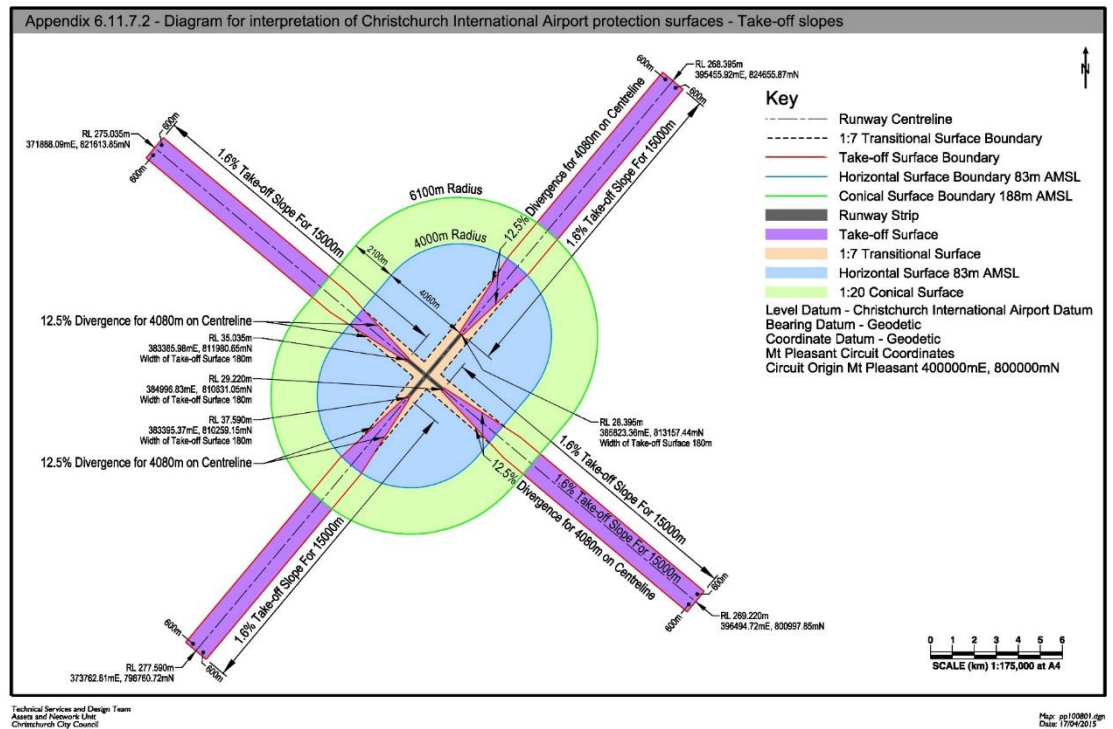 Appendix 6.11.7.2 - Diagram for interpretation of Christchurch International Airport protection surfaces - Take-off slopes
600m
RL 268.395m
395455.92mE, 824655.87mN
600m
N
Key
Runway Centreline
1:7 Transitional Surface Boundary
Take-off Surface Boundary
Horizontal Surface Boundary 83m AMSL
Conical Surface Boundary 188m AMSL
Runway Strip
Take-off Surface
1:7 Transitional Surface
Horizontal Surface 83m AMSL
1:20 Conical Surface
Level Datum - Christchurch International Airport Datum
Bearing Datum - Geodetic
Coordinate Datum - Geodetic
Mt Pleasant Circuit Coordinates
Circuit Origin Mt Pleasant 400000mE, 800000mN
RL 275.035m
371888.09mE, 821613.85mN
600m
600m
1.6% Take-off Slope For 15000m
12.5% Divergence for 4080m on Centreline
1.6% Take-off Slope For 15000m
6100m Radius
4000m Radius
2100m
4060m
12.5% Divergence for 4080m on Centreline
RL 35.035m
383385.98mE, 811980.65mN
Width of Take-off Surface 180m
RL 29.220m
384996.83mE, 810631.05mN
Width of Take-off Surface 180m
RL 37.590m
383395.37mE, 810259.15mN
Width of Take-off Surface 180m
12.5% Divergence for 4080m on Centreline
RL 28.395m
385823.36mE, 813157.44mN
Width of Take-off Surface 180m
1.6% Take-off Slope For 15000m
1.6% Take-off Slope For 15000m
12.5% Divergence for 4080m on Centreline
1.6% Take-off Slope For 15000m
600m
RL 269.220m
396494.72mE, 800997.85mN
600m
600m
RL 277.590m
373762.81mE, 798760.72mN
600m
0 1 2 3 4 5 6
SCALE (km) 1:175,000 at A4
Technical Services and Design Team
Assets and Network Unit
Christchurch City Council
Map: pp100801.dgn
Date: 17/04/2015